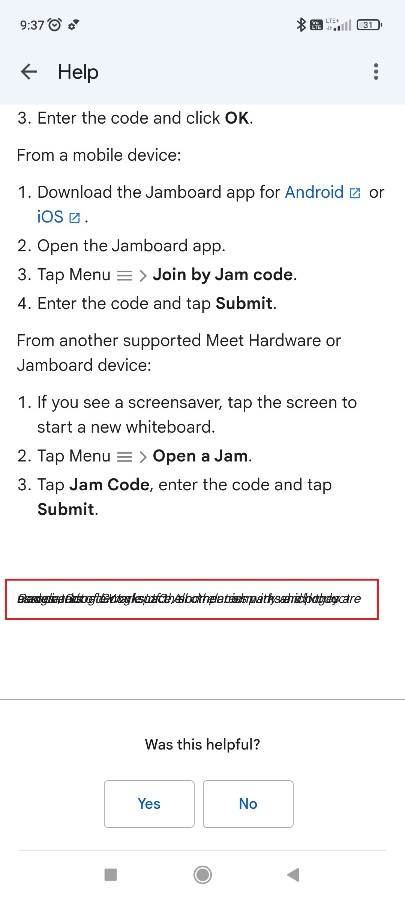 9:37
LTE+
31
Help
3. Enter the code and click OK.
From a mobile device:
1. Download the Jamboard app for Android or
iOS .
2. Open the Jamboard app.
3. Tap Menu > Join by Jam code.
4. Enter the code and tap Submit.
From another supported Meet Hardware or
Jamboard device:
1. If you see a screensaver, tap the screen to
start a new whiteboard.
2. Tap Menu > Open a Jam.
3. Tap Jam Code, enter the code and tap
Submit.
are
Was this helpful?
Yes
No